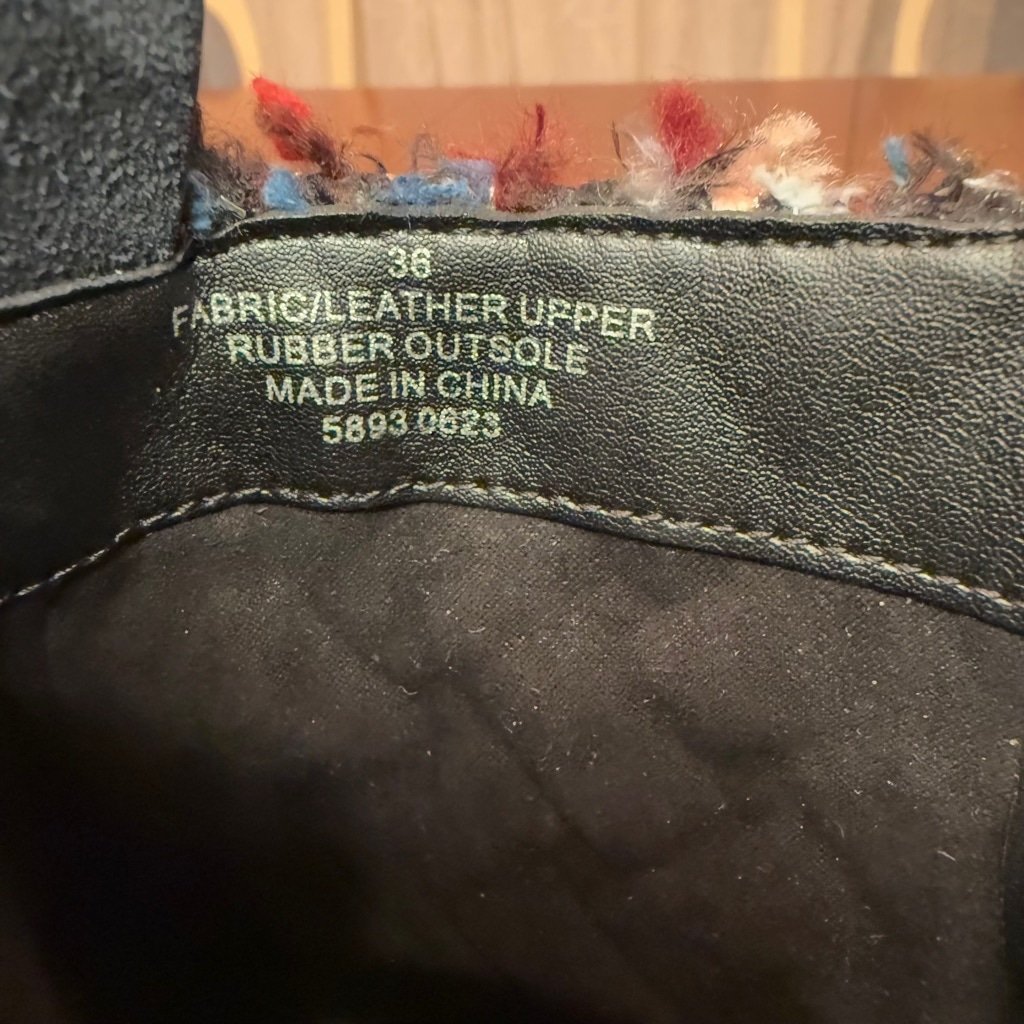 36
FABRIC/LEATHER UPPER
RUBBER OUTSOLE
MADE IN CHINA
5893 0623